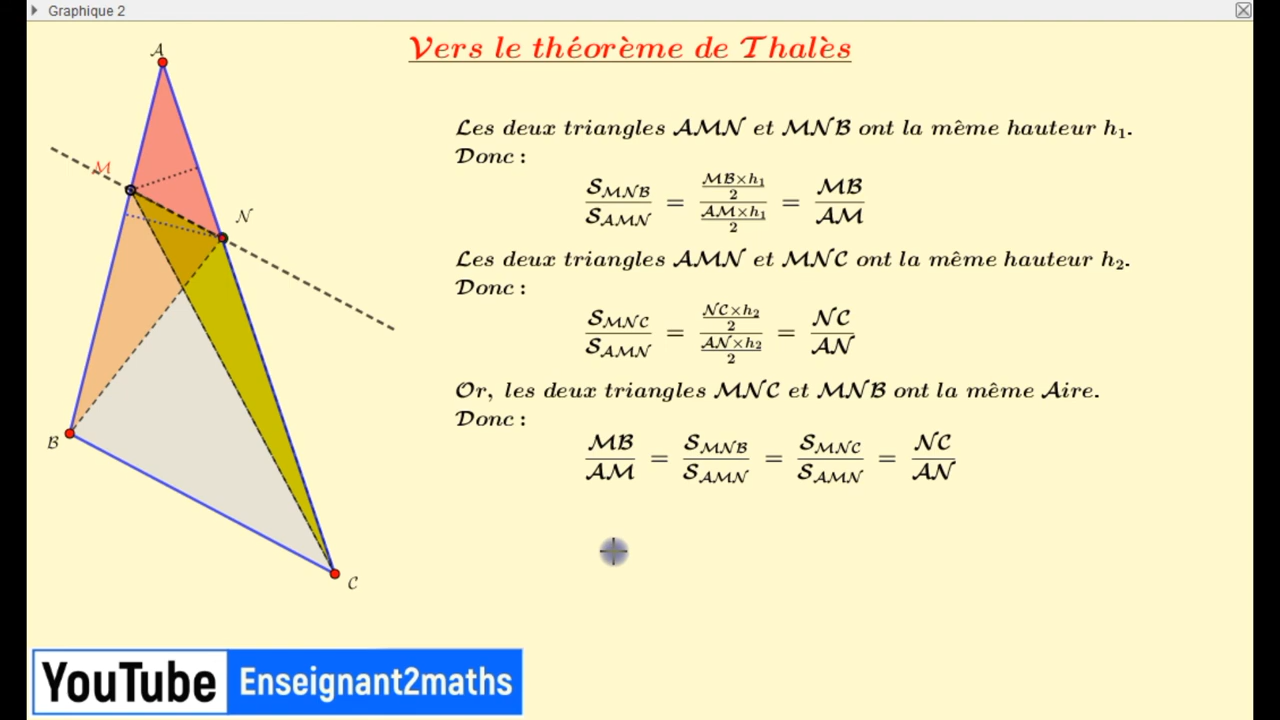 Graphique 2
Vers le théorème de Thalès
A
M
N
B
C
Les deux triangles AMN et MNB ont la même hauteur h₁.
Donc :
S_MNB / S_AMN = (MB×h₁ / 2) / (AM×h₁ / 2) = MB / AM
Les deux triangles AMN et MNC ont la même hauteur h₂.
Donc :
S_MNC / S_AMN = (NC×h₂ / 2) / (AN×h₂ / 2) = NC / AN
Or, les deux triangles MNC et MNB ont la même Aire.
Donc :
MB / AM = S_MNB / S_AMN = S_MNC / S_AMN = NC / AN
YouTube Enseignant2maths